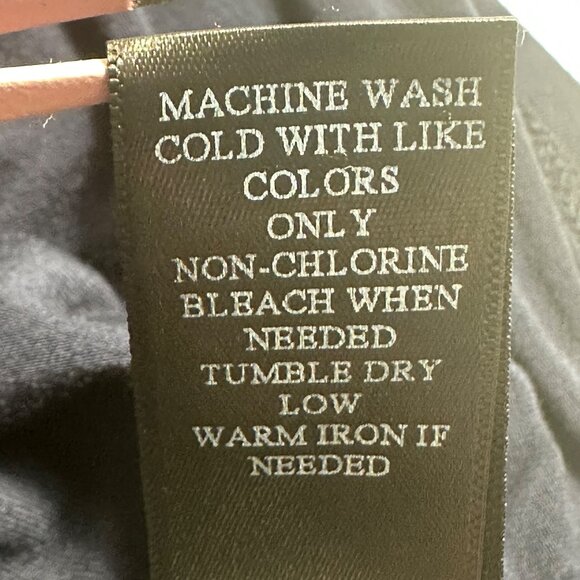 MACHINE WASH
COLD WITH LIKE
COLORS
ONLY
NON-CHLORINE
BLEACH WHEN
NEEDED
TUMBLE DRY
LOW
WARM IRON IF
NEEDED